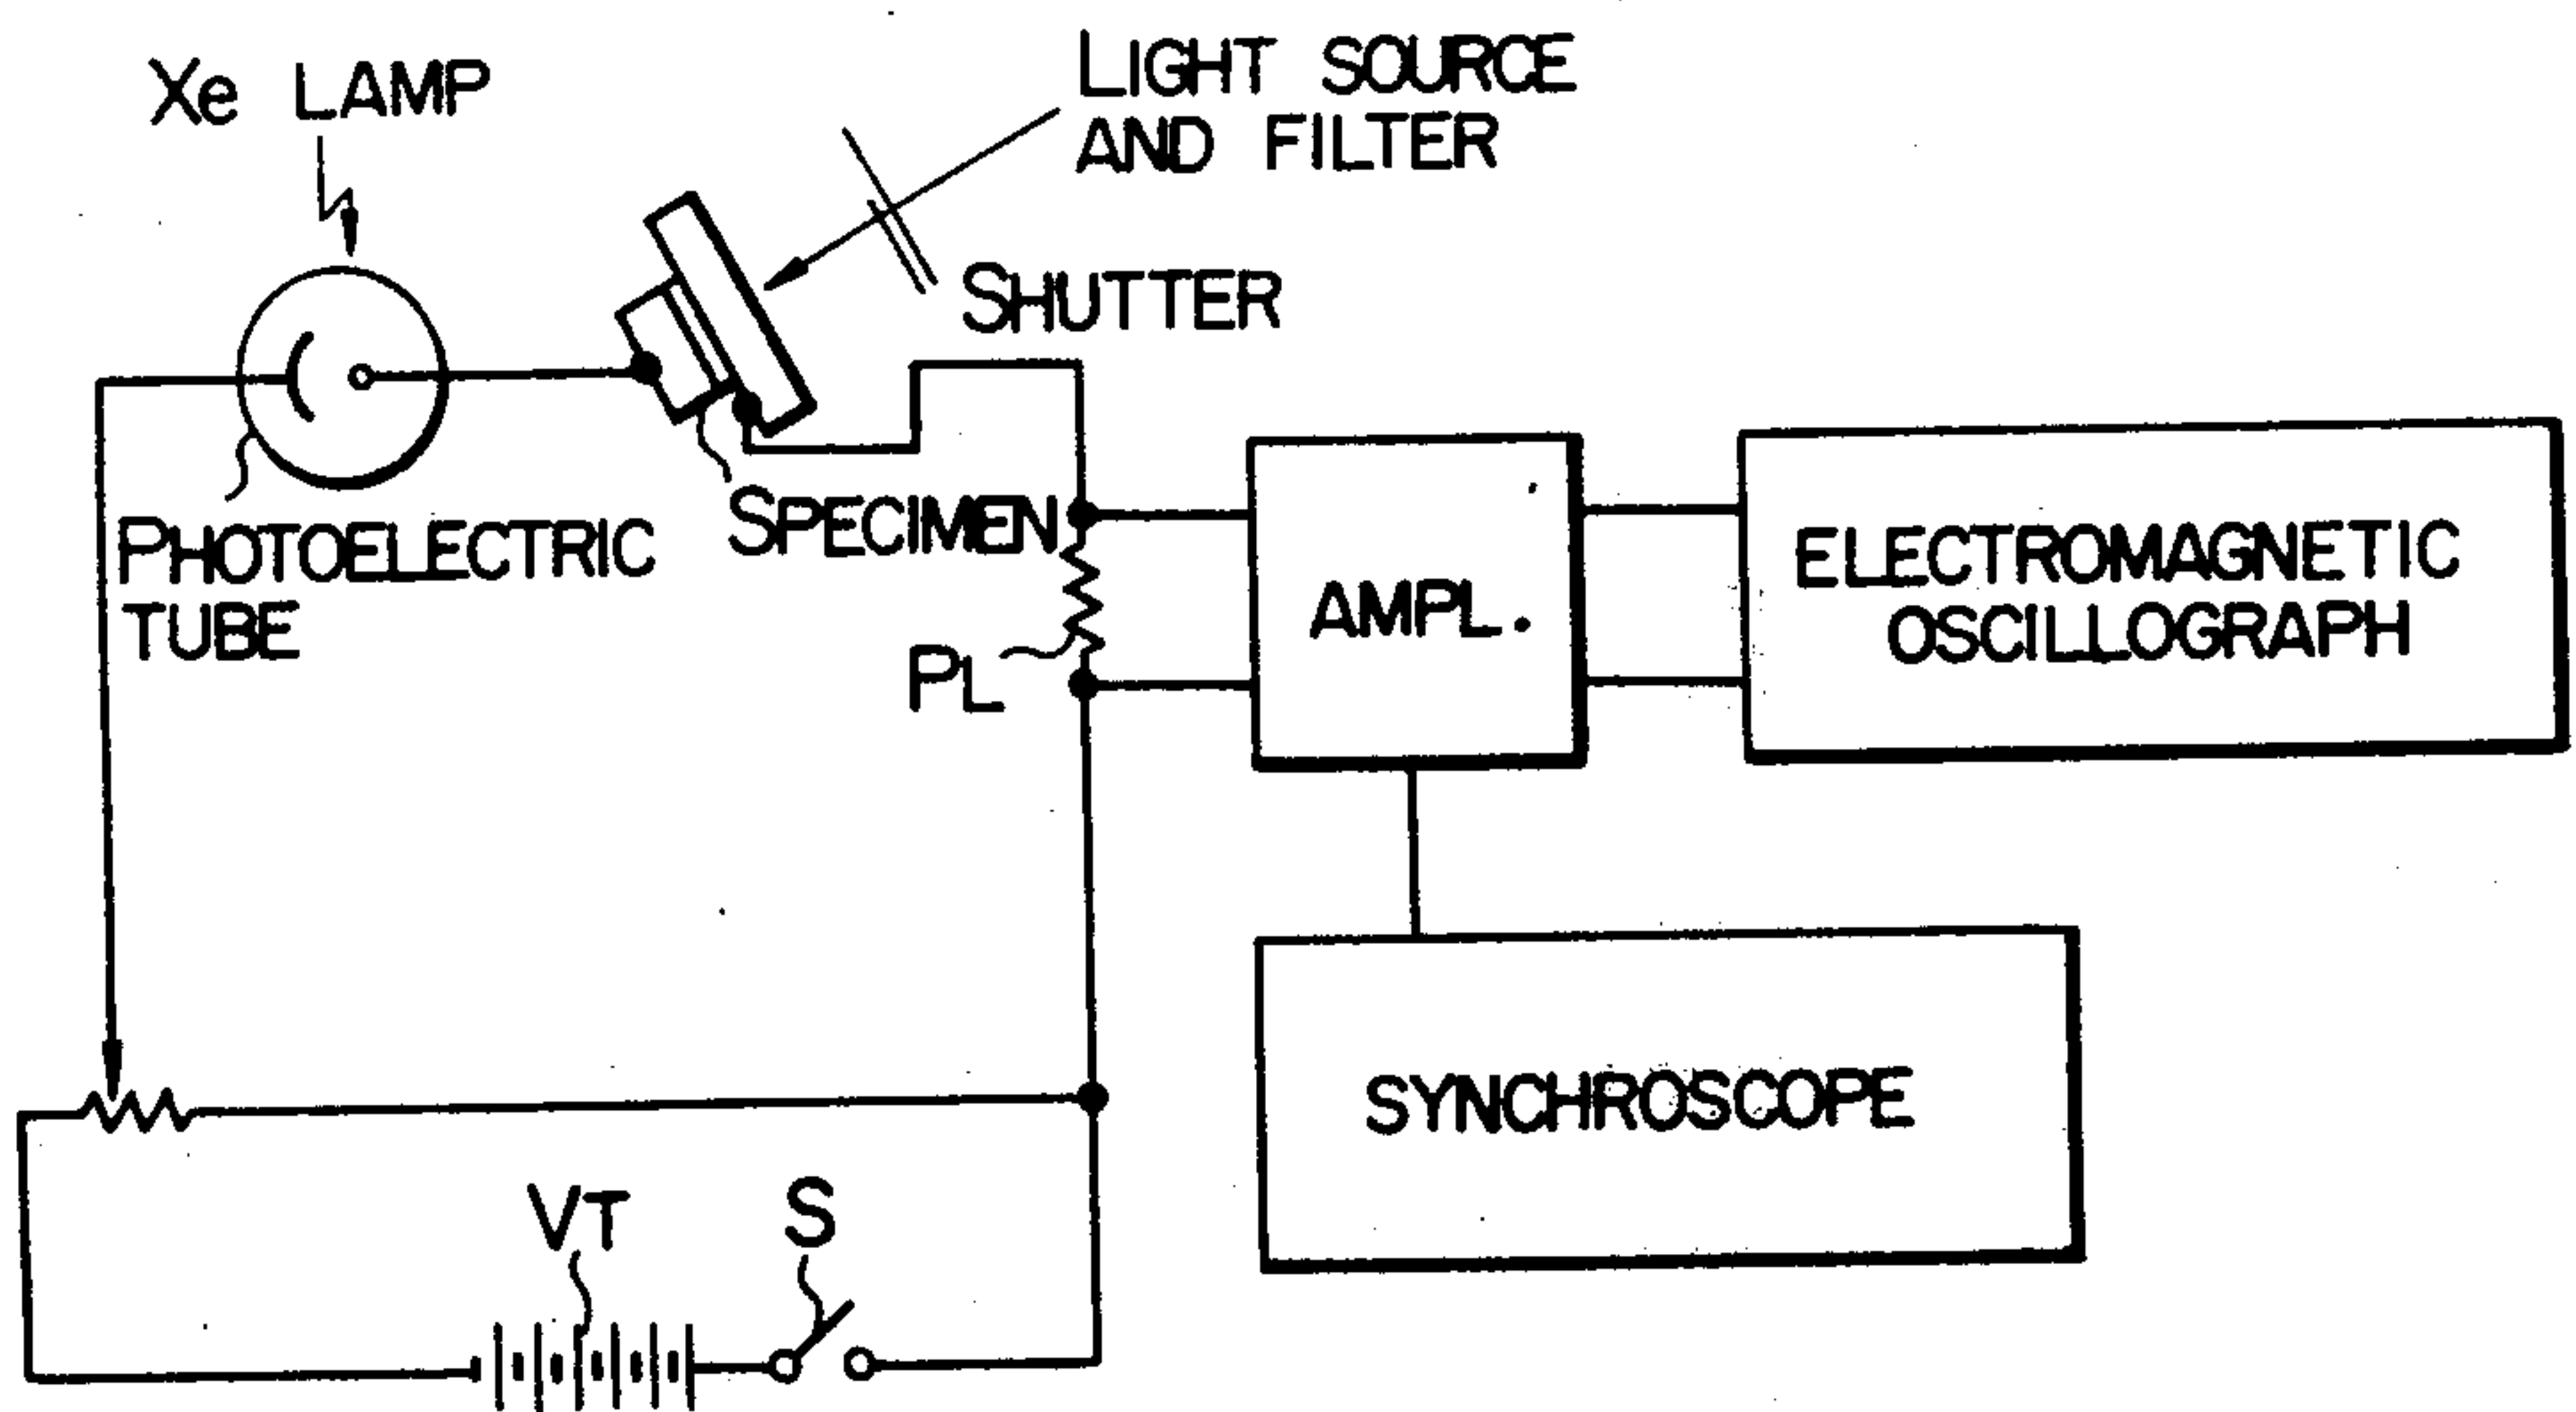 Xe LAMP
LIGHT SOURCE
AND FILTER
SHUTTER
PHOTOELECTRIC
TUBE
SPECIMEN
PL
AMPL.
ELECTROMAGNETIC
OSCILLOGRAPH
SYNCHROSCOPE
VT
S